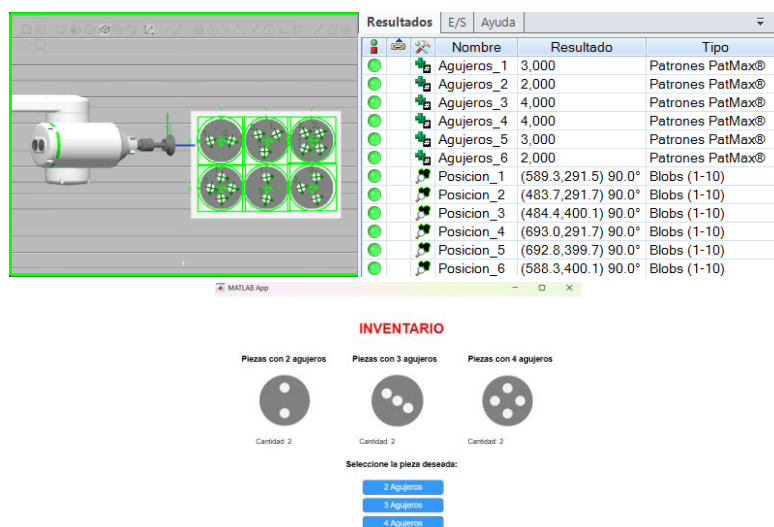 Resultados E/S Ayuda
Nombre Resultado Tipo
Agujeros_1 3,000 Patrones PatMax®
Agujeros_2 2,000 Patrones PatMax®
Agujeros_3 4,000 Patrones PatMax®
Agujeros_4 4,000 Patrones PatMax®
Agujeros_5 3,000 Patrones PatMax®
Agujeros_6 2,000 Patrones PatMax®
Posicion_1 (589.3,291.5) 90.0° Blobs (1-10)
Posicion_2 (483.7,291.7) 90.0° Blobs (1-10)
Posicion_3 (484.4,400.1) 90.0° Blobs (1-10)
Posicion_4 (693.0,291.7) 90.0° Blobs (1-10)
Posicion_5 (692.8,399.7) 90.0° Blobs (1-10)
Posicion_6 (588.3,400.1) 90.0° Blobs (1-10)
MATLAB App
INVENTARIO
Piezas con 2 agujeros Piezas con 3 agujeros Piezas con 4 agujeros
Cantidad: 2 Cantidad: 2 Cantidad: 2
Seleccione la pieza deseada:
2 Agujeros
3 Agujeros
4 Agujeros